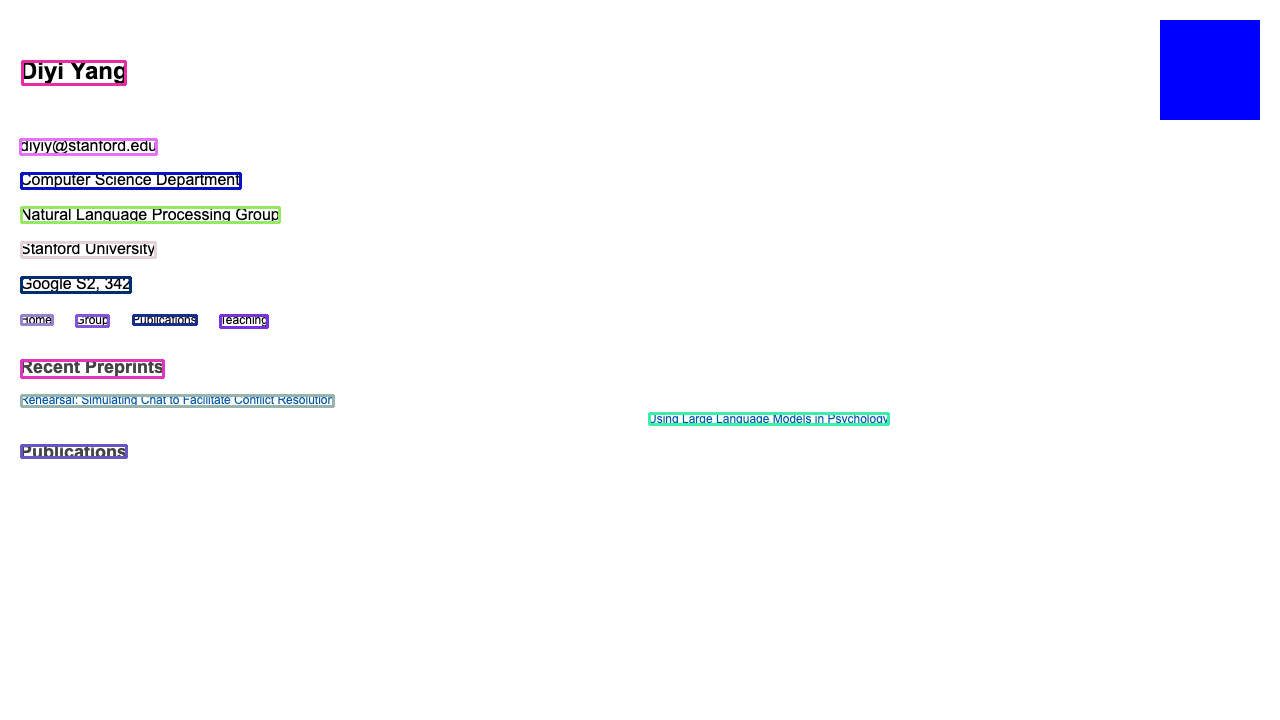 Diyi Yang
diyiy@stanford.edu
Computer Science Department
Natural Language Processing Group
Stanford University
Google S2, 342
Home Group Publications Teaching
Recent Preprints
Rehearsal: Simulating Chat to Facilitate Conflict Resolution
Using Large Language Models in Psychology
Publications